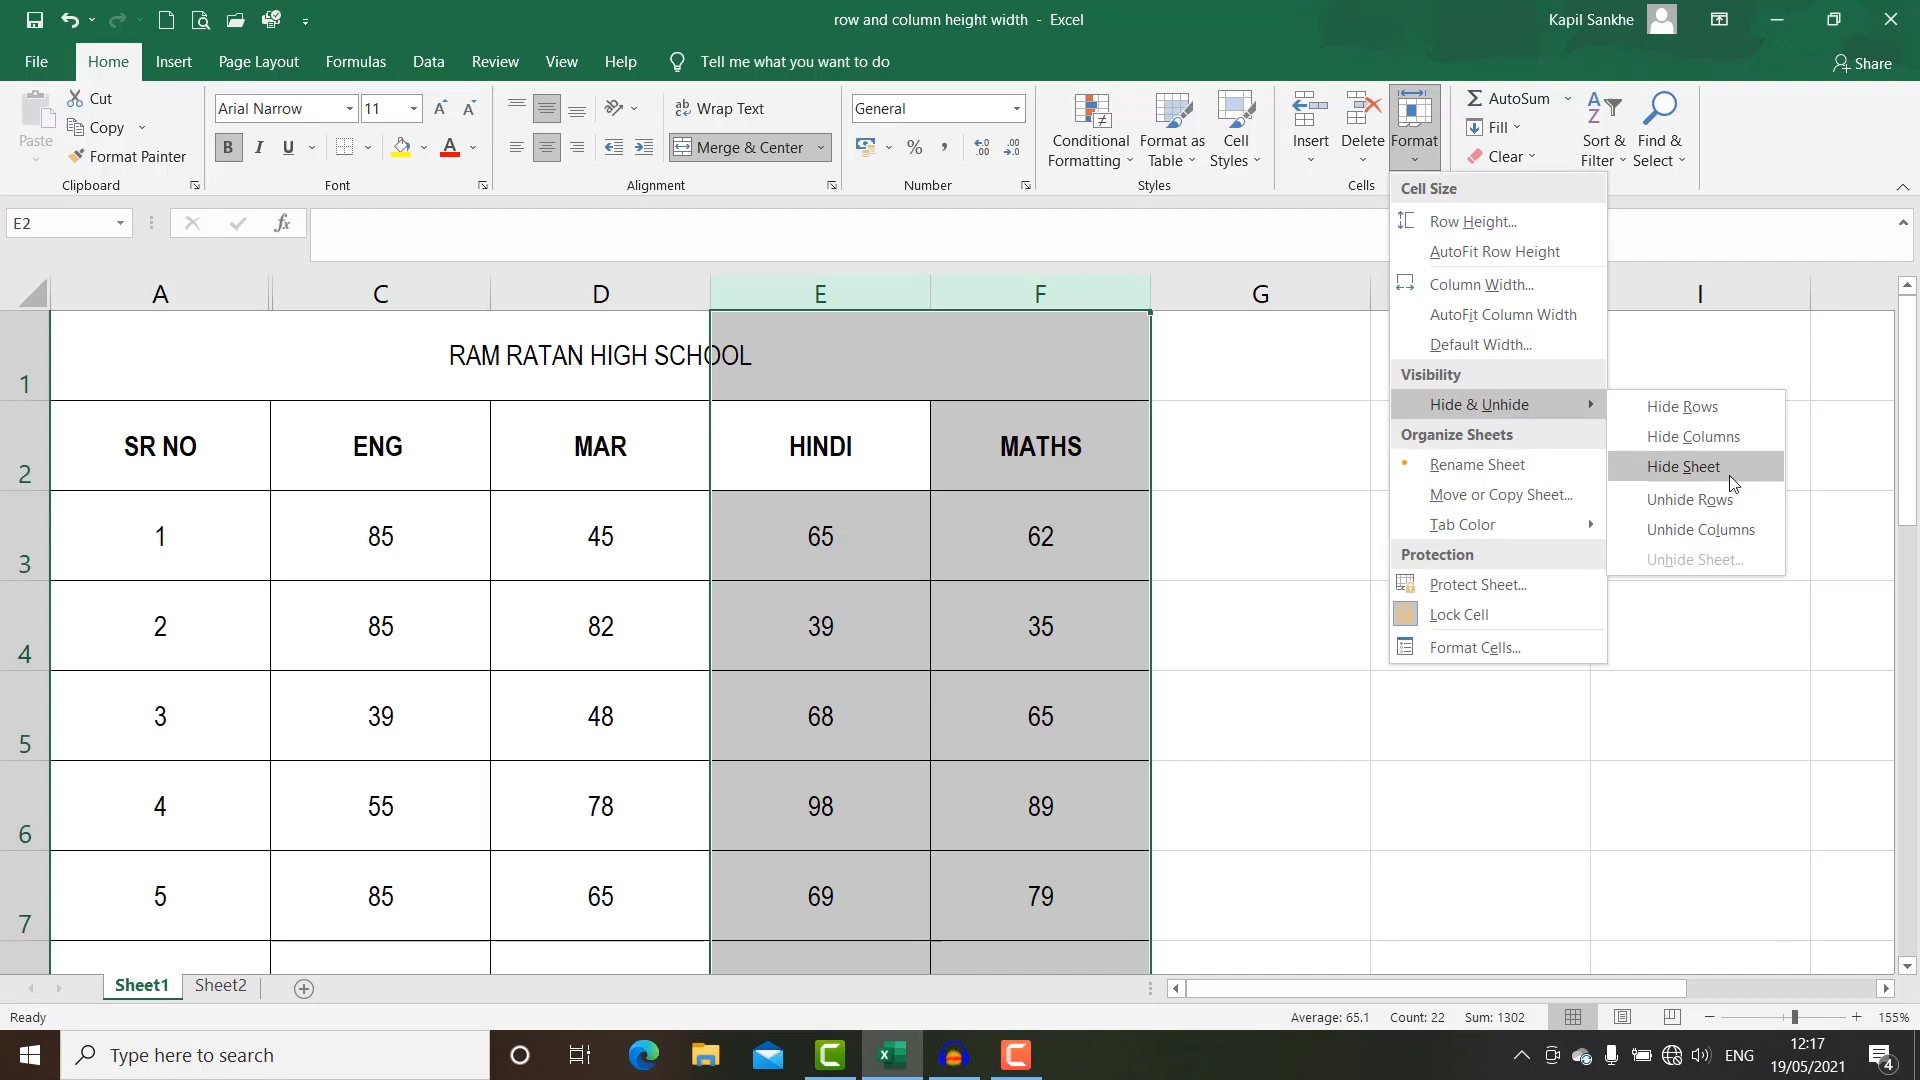 row and column height width - Excel
Kapil Sankhe
File Home Insert Page Layout Formulas Data Review View Help Tell me what you want to do
Share
Paste
Cut
Copy
Format Painter
Clipboard
Arial Narrow 11
B I U
Font
Wrap Text
Merge & Center
Alignment
General
Number
Conditional Formatting
Format as Table
Cell Styles
Styles
Insert Delete Format
Cells
AutoSum
Fill
Clear
Sort & Filter
Find & Select
E2
fx
Cell Size
Row Height...
AutoFit Row Height
Column Width...
AutoFit Column Width
Default Width...
Visibility
Hide & Unhide
Organize Sheets
Rename Sheet
Move or Copy Sheet...
Tab Color
Protection
Protect Sheet...
Lock Cell
Format Cells...
Hide Rows
Hide Columns
Hide Sheet
Unhide Rows
Unhide Columns
Unhide Sheet...
A C D E F G I
1 RAM RATAN HIGH SCHOOL
2 SR NO ENG MAR HINDI MATHS
3 1 85 45 65 62
4 2 85 82 39 35
5 3 39 48 68 65
6 4 55 78 98 89
7 5 85 65 69 79
Sheet1 Sheet2
Ready
Average: 65.1 Count: 22 Sum: 1302
155%
Type here to search
ENG
12:17
19/05/2021
4